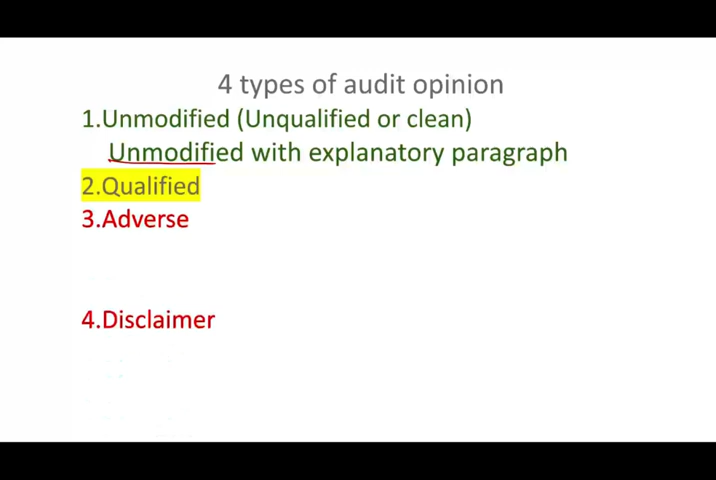 4 types of audit opinion
1.Unmodified (Unqualified or clean)
Unmodified with explanatory paragraph
2.Qualified
3.Adverse
4.Disclaimer